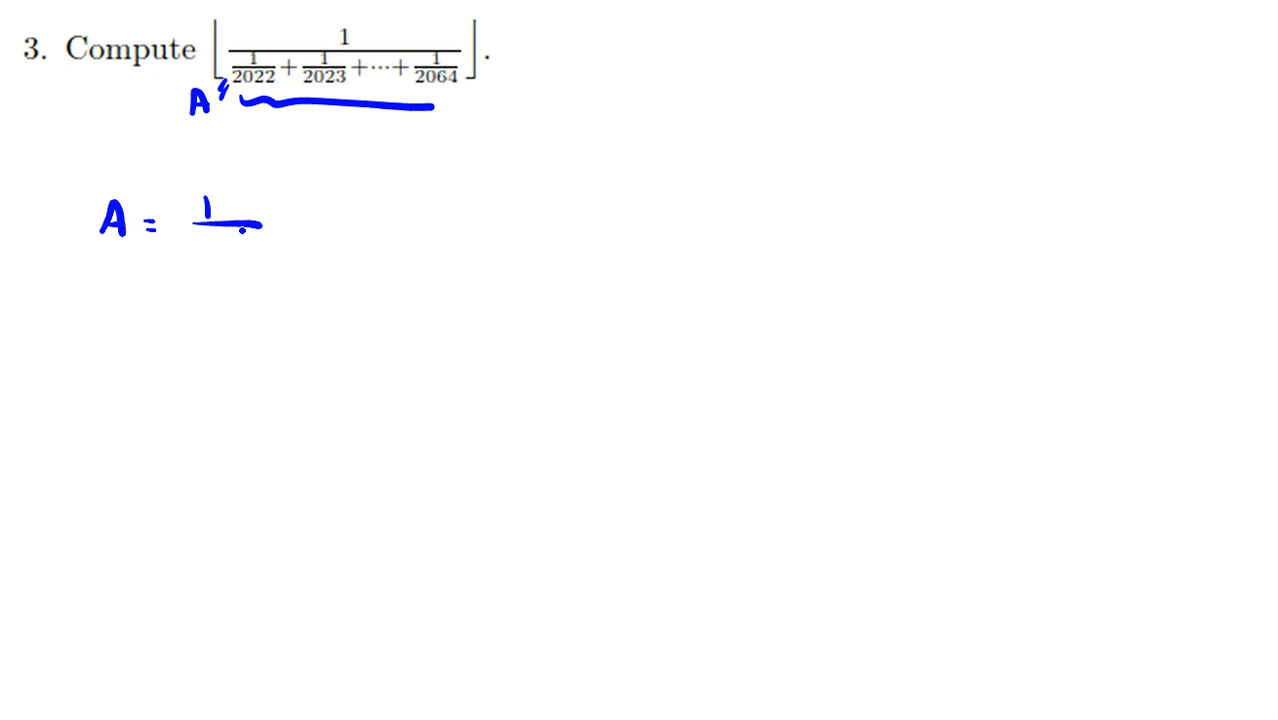 3. Compute ⌊ 1 / (1/2022 + 1/2023 + ⋯ + 1/2064) ⌋.
A
A = 1